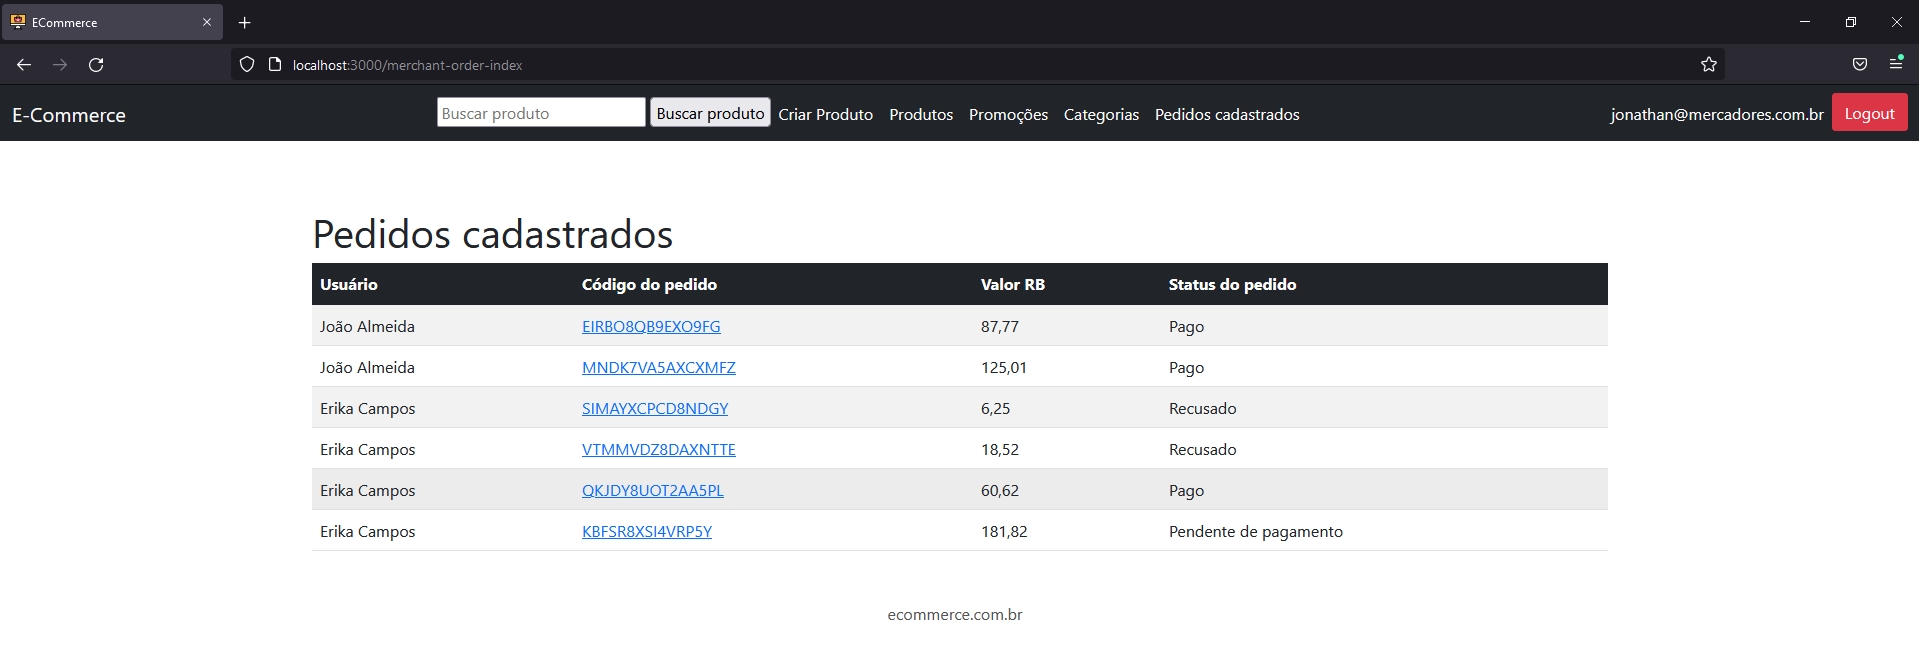 ECommerce
localhost:3000/merchant-order-index
E-Commerce Buscar produto Buscar produto Criar Produto Produtos Promoções Categorias Pedidos cadastrados jonathan@mercadores.com.br Logout
Pedidos cadastrados
Usuário Código do pedido Valor RB Status do pedido
João Almeida EIRBO8QB9EXO9FG 87,77 Pago
João Almeida MNDK7VA5AXCXMFZ 125,01 Pago
Erika Campos SIMAYXCPCD8NDGY 6,25 Recusado
Erika Campos VTMMVDZ8DAXNTTE 18,52 Recusado
Erika Campos QKJDY8UOT2AA5PL 60,62 Pago
Erika Campos KBFSR8XSI4VRP5Y 181,82 Pendente de pagamento
ecommerce.com.br